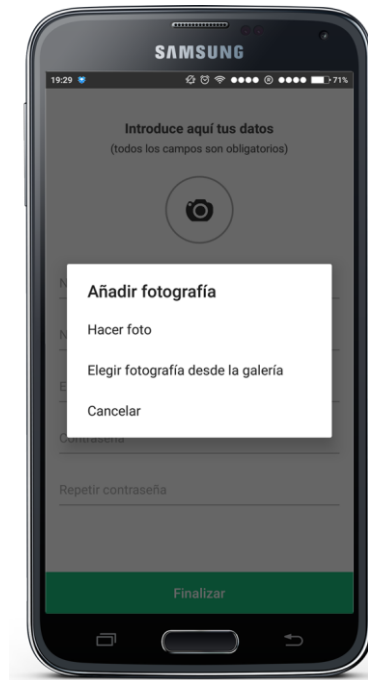 SAMSUNG
19:29
71%
Introduce aquí tus datos
(todos los campos son obligatorios)
Añadir fotografía
Hacer foto
Elegir fotografía desde la galería
Cancelar
Contraseña
Repetir contraseña
Finalizar